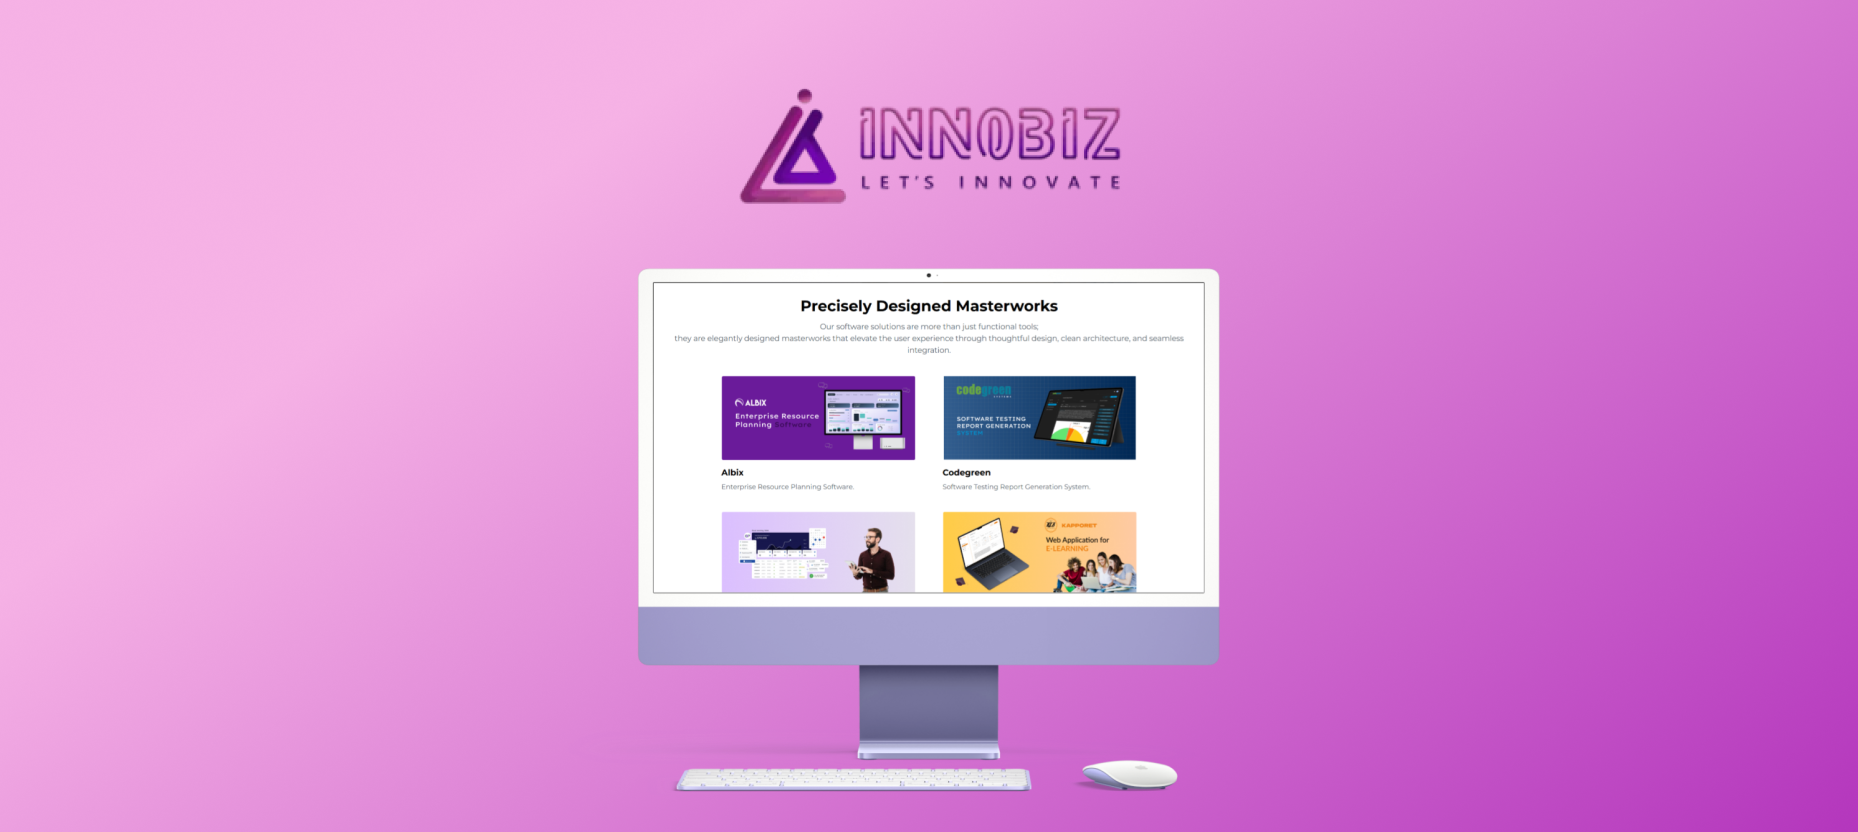 INNOBIZ
LET'S INNOVATE
Precisely Designed Masterworks
Our software solutions are more than just functional tools;
they are elegantly designed masterworks that elevate the user experience through thoughtful design, clean architecture, and seamless
integration.
ALBIX
Enterprise Resource
Planning Software
codegreen
SYSTEMS
SOFTWARE TESTING
REPORT GENERATION
SYSTEM
Albix
Enterprise Resource Planning Software.
Codegreen
Software Testing Report Generation System.
KAPPORET
Web Application for
E-LEARNING